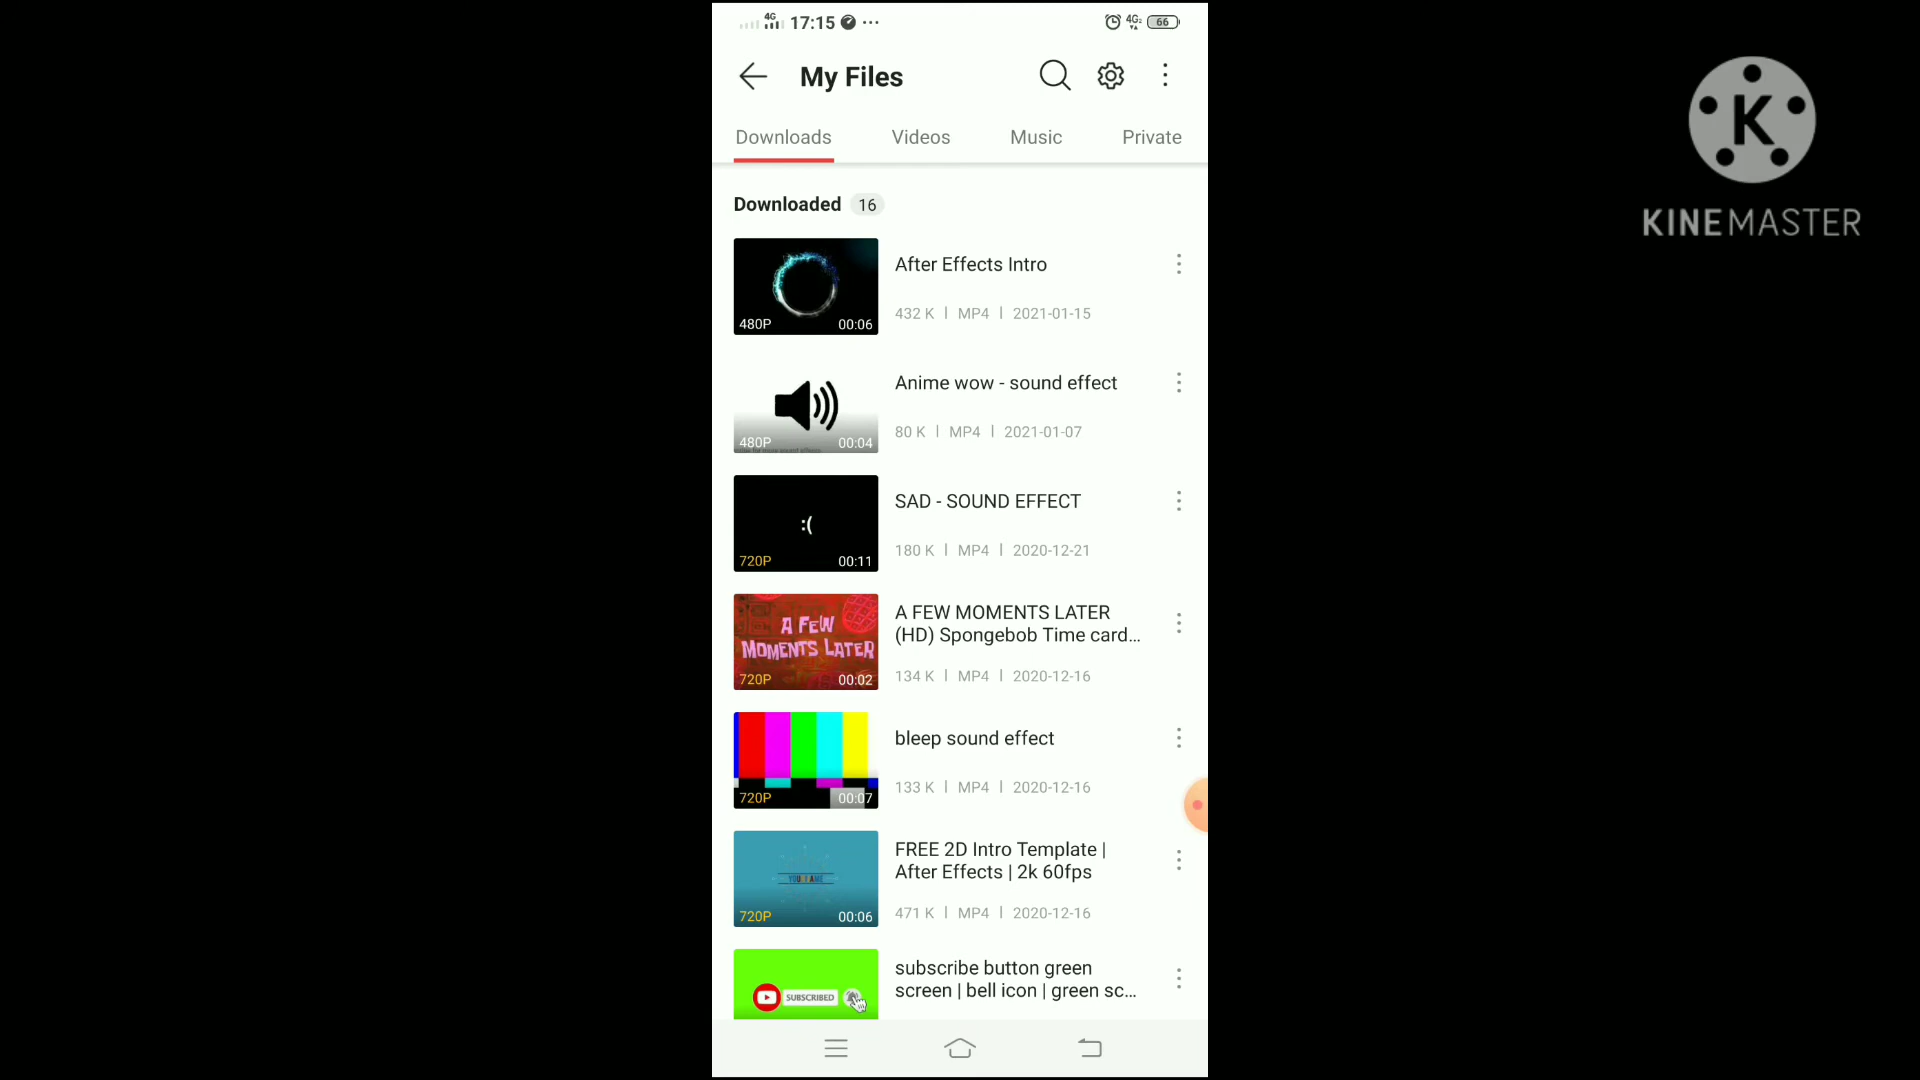 4G 17:15 ... 4G 66
My Files
Downloads Videos Music Private
Downloaded 16
After Effects Intro
480P 00:06
432 K | MP4 | 2021-01-15
Anime wow - sound effect
480P 00:04
80 K | MP4 | 2021-01-07
SAD - SOUND EFFECT
:(
720P 00:11
180 K | MP4 | 2020-12-21
A FEW MOMENTS LATER
(HD) Spongebob Time card...
A FEW
MOMENTS LATER
720P 00:02
134 K | MP4 | 2020-12-16
bleep sound effect
720P 00:07
133 K | MP4 | 2020-12-16
FREE 2D Intro Template |
After Effects | 2k 60fps
720P 00:06
471 K | MP4 | 2020-12-16
subscribe button green
screen | bell icon | green sc...
SUBSCRIBED
K
KINEMASTER